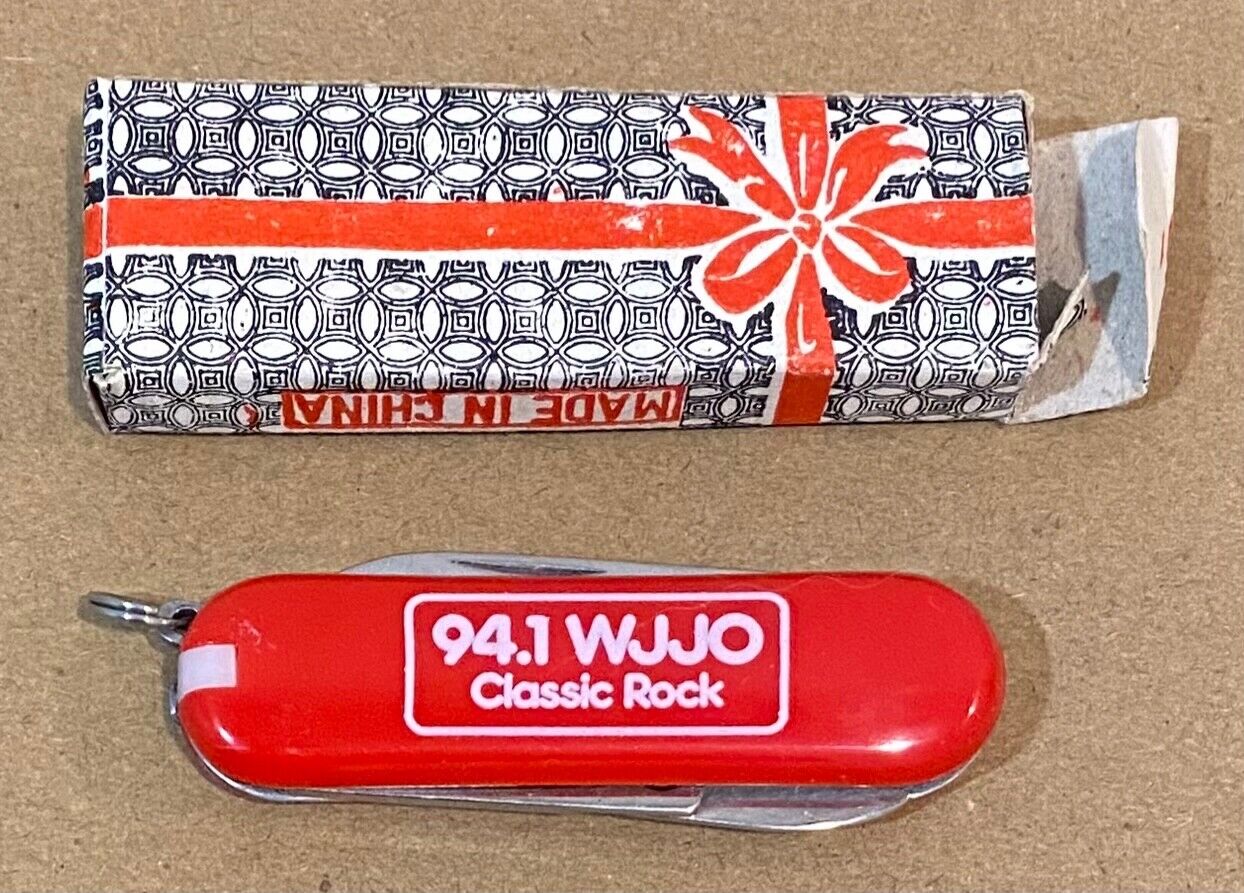 MADE IN CHINA
94.1 WJJO
Classic Rock